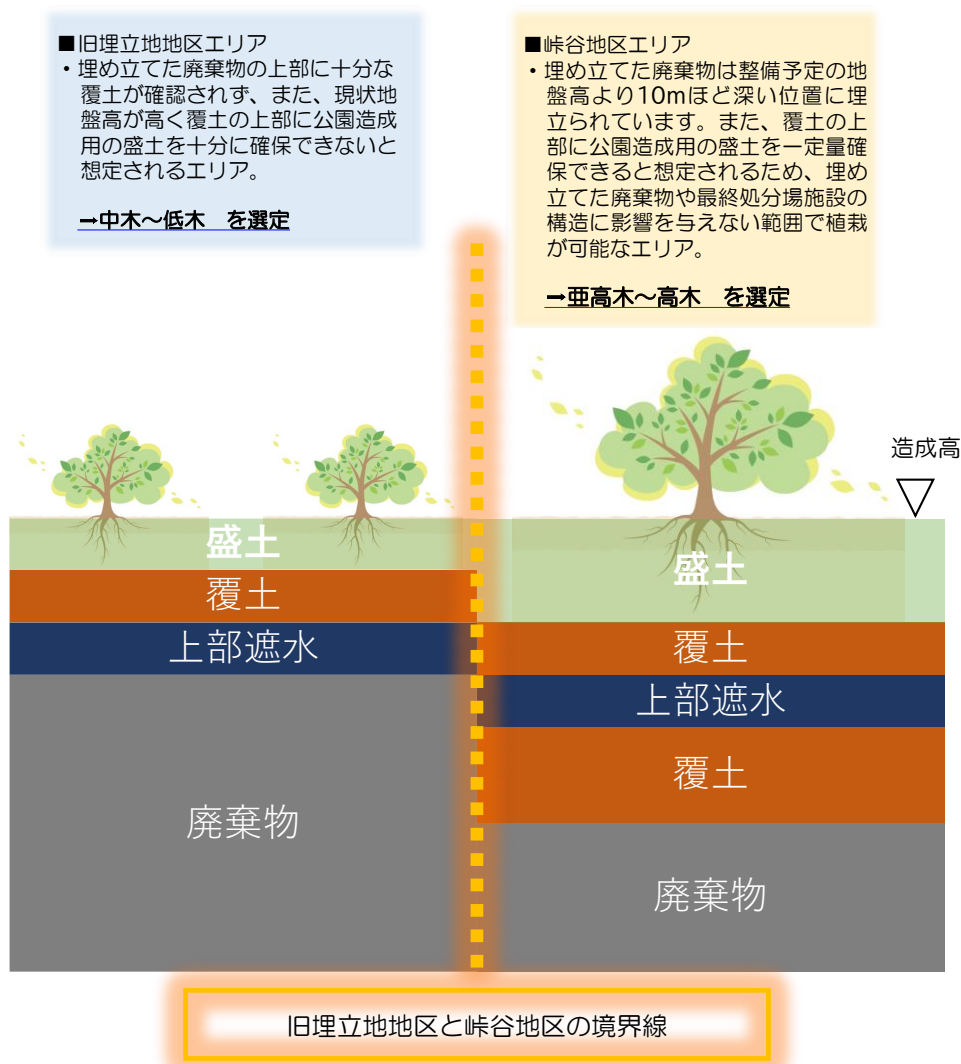 ■旧埋立地地区エリア
・埋め立てた廃棄物の上部に十分な
覆土が確認されず、また、現状地
盤高が高く覆土の上部に公園造成
用の盛土を十分に確保できないと
想定されるエリア。
→中木～低木　を選定
■峠谷地区エリア
・埋め立てた廃棄物は整備予定の地
盤高より10mほど深い位置に埋
立られています。また、覆土の上
部に公園造成用の盛土を一定量確
保できると想定されるため、埋め
立てた廃棄物や最終処分場施設の
構造に影響を与えない範囲で植栽
が可能なエリア。
→亜高木～高木　を選定
造成高
盛土
覆土
上部遮水
廃棄物
盛土
覆土
上部遮水
覆土
廃棄物
旧埋立地地区と峠谷地区の境界線